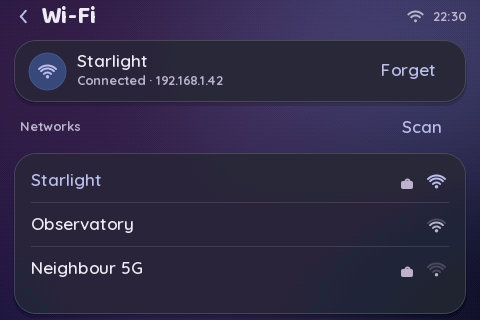 Wi-Fi
22:30
Starlight
Connected · 192.168.1.42
Forget
Networks
Scan
Starlight
Observatory
Neighbour 5G